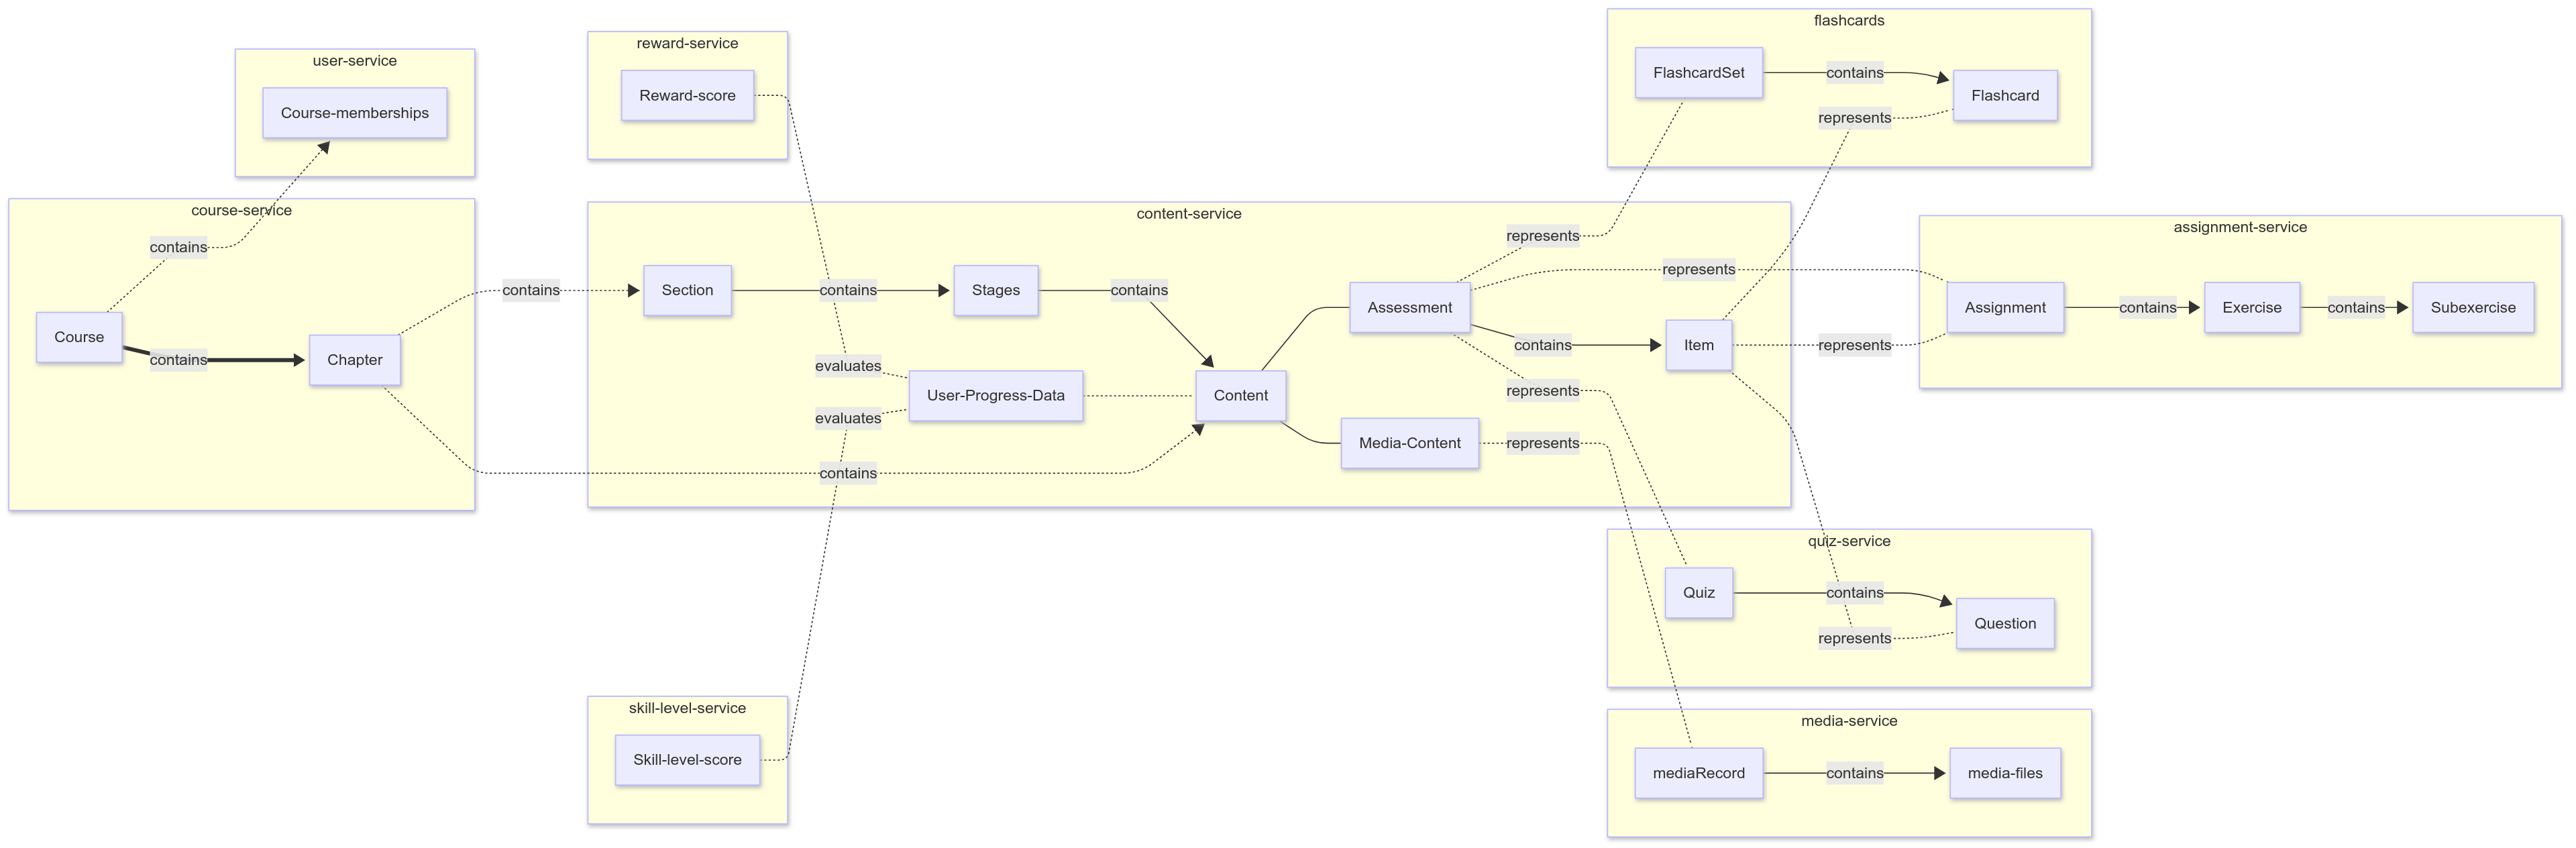 flashcards
reward-service
user-service
FlashcardSet
contains
Flashcard
Reward-score
Course-memberships
represents
course-service
content-service
assignment-service
contains
represents
represents
contains
Section
contains
Stages
contains
Assessment
Assignment
contains
Exercise
contains
Subexercise
Course
contains
Chapter
contains
Item
represents
evaluates
User-Progress-Data
Content
represents
evaluates
Media-Content
represents
contains
quiz-service
Quiz
contains
Question
represents
skill-level-service
media-service
Skill-level-score
mediaRecord
contains
media-files